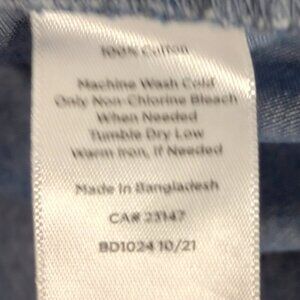 100% Cotton
Machine Wash Cold
Only Non-Chlorine Bleach
When Needed
Tumble Dry Low
Warm Iron, If Needed
Made In Bangladesh
CA# 23147
BD1024 10/21